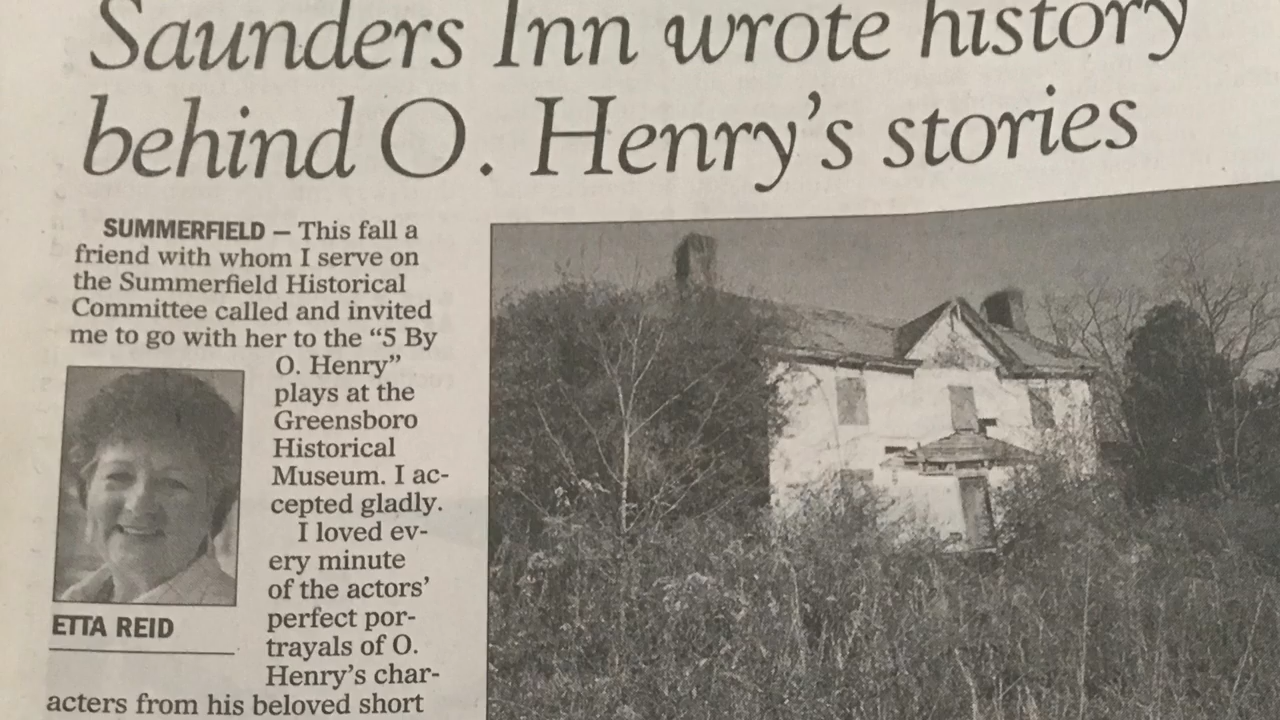 Saunders Inn wrote history
behind O. Henry's stories
SUMMERFIELD — This fall a
friend with whom I serve on
the Summerfield Historical
Committee called and invited
me to go with her to the “5 By
O. Henry”
plays at the
Greensboro
Historical
Museum. I ac-
cepted gladly.
I loved ev-
ery minute
of the actors’
perfect por-
trayals of O.
Henry’s char-
acters from his beloved short
ETTA REID